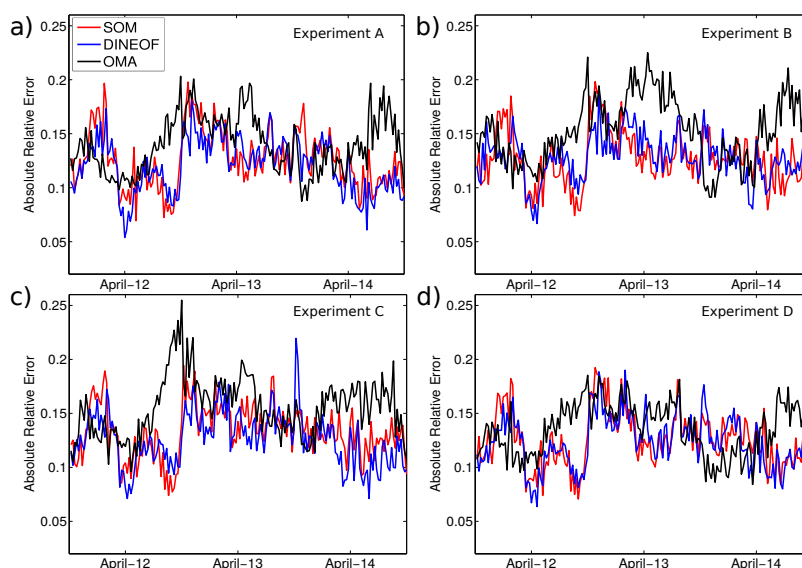 a)
Experiment A
SOM
DINEOF
OMA
Absolute Relative Error
0.2
0.15
0.1
0.05
April−12
April−13
April−14
b)
Experiment B
Absolute Relative Error
0.25
0.2
0.15
0.1
0.05
April−12
April−13
April−14
c)
Experiment C
Absolute Relative Error
0.25
0.2
0.15
0.1
0.05
April−12
April−13
April−14
d)
Experiment D
Absolute Relative Error
0.25
0.2
0.15
0.1
0.05
April−12
April−13
April−14